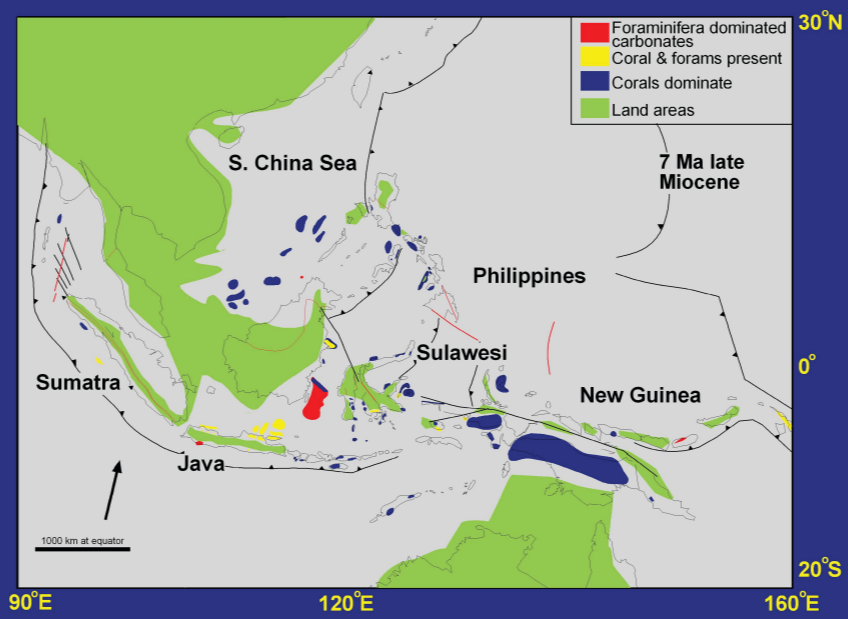 30°N
Foraminifera dominated
carbonates
Coral & forams present
Corals dominate
Land areas
S. China Sea
7 Ma late
Miocene
Philippines
Sulawesi
0°
Sumatra
New Guinea
Java
1000 km at equator
20°S
90°E
120°E
160°E